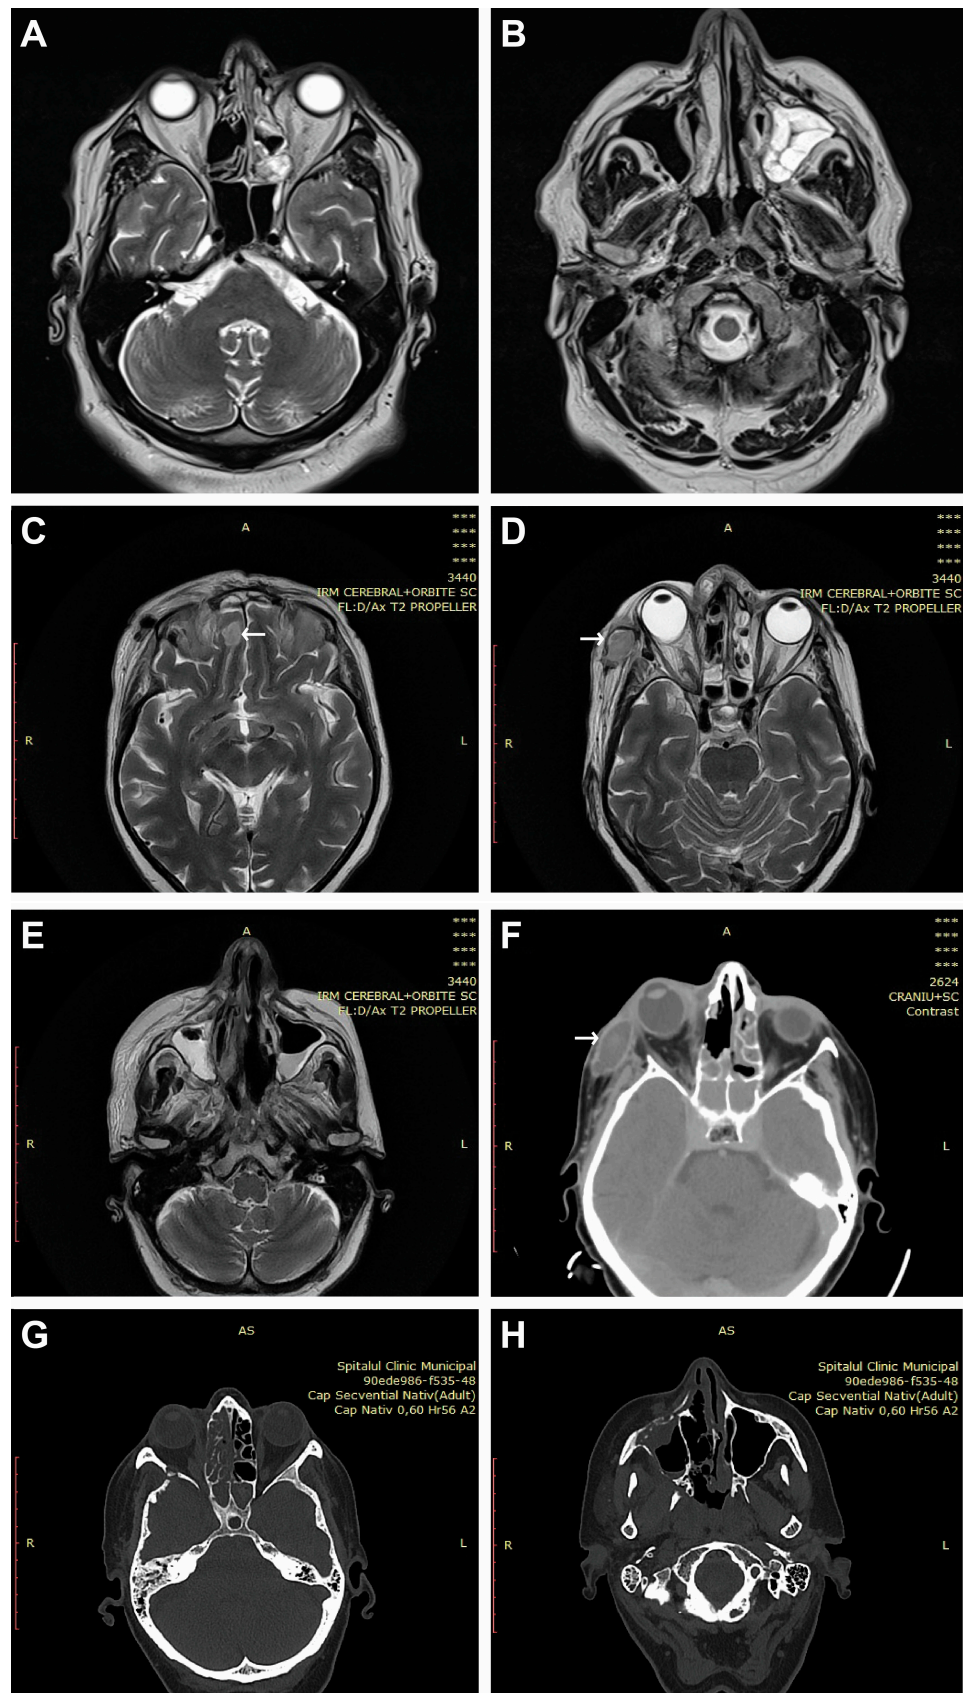 A
B
C
A
***
***
***
***
3440
IRM CEREBRAL+ORBITE SC
FL:D/Ax T2 PROPELLER
R
L
D
A
***
***
***
***
3440
IRM CEREBRAL+ORBITE SC
FL:D/Ax T2 PROPELLER
R
L
E
A
***
***
***
***
3440
IRM CEREBRAL+ORBITE SC
FL:D/Ax T2 PROPELLER
R
L
F
A
***
***
***
***
2624
CRANIU+SC
Contrast
R
L
G
AS
Spitalul Clinic Municipal
90ede986-f535-48
Cap Secvential Nativ(Adult)
Cap Nativ 0,60 Hr56 A2
R
L
H
AS
Spitalul Clinic Municipal
90ede986-f535-48
Cap Secvential Nativ(Adult)
Cap Nativ 0,60 Hr56 A2
R
L